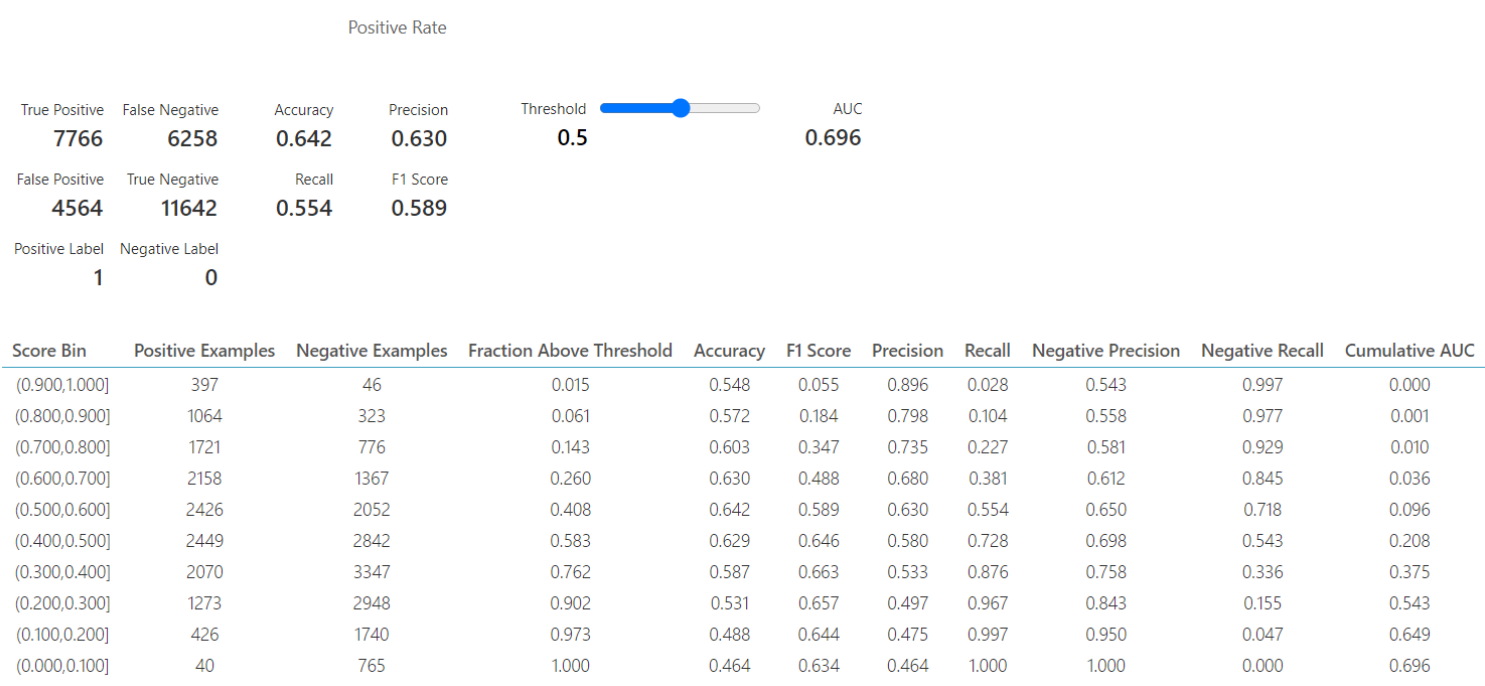 Positive Rate
True Positive False Negative Accuracy Precision Threshold AUC
7766 6258 0.642 0.630 0.5 0.696
False Positive True Negative Recall F1 Score
4564 11642 0.554 0.589
Positive Label Negative Label
1 0
Score Bin Positive Examples Negative Examples Fraction Above Threshold Accuracy F1 Score Precision Recall Negative Precision Negative Recall Cumulative AUC
(0.900,1.000] 397 46 0.015 0.548 0.055 0.896 0.028 0.543 0.997 0.000
(0.800,0.900] 1064 323 0.061 0.572 0.184 0.798 0.104 0.558 0.977 0.001
(0.700,0.800] 1721 776 0.143 0.603 0.347 0.735 0.227 0.581 0.929 0.010
(0.600,0.700] 2158 1367 0.260 0.630 0.488 0.680 0.381 0.612 0.845 0.036
(0.500,0.600] 2426 2052 0.408 0.642 0.589 0.630 0.554 0.650 0.718 0.096
(0.400,0.500] 2449 2842 0.583 0.629 0.646 0.580 0.728 0.698 0.543 0.208
(0.300,0.400] 2070 3347 0.762 0.587 0.663 0.533 0.876 0.758 0.336 0.375
(0.200,0.300] 1273 2948 0.902 0.531 0.657 0.497 0.967 0.843 0.155 0.543
(0.100,0.200] 426 1740 0.973 0.488 0.644 0.475 0.997 0.950 0.047 0.649
(0.000,0.100] 40 765 1.000 0.464 0.634 0.464 1.000 1.000 0.000 0.696